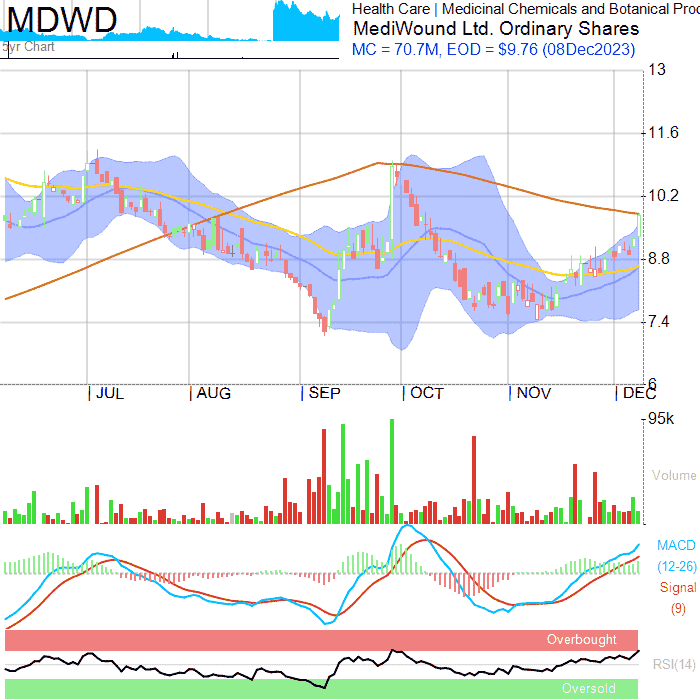 MDWD
5yr Chart
Health Care | Medicinal Chemicals and Botanical Proc
MediWound Ltd. Ordinary Shares
MC = 70.7M, EOD = $9.76 (08Dec2023)
13
11.6
10.2
8.8
7.4
6
JUL AUG SEP OCT NOV DEC
95k
Volume
MACD
(12-26)
Signal
(9)
Overbought
RSI(14)
Oversold